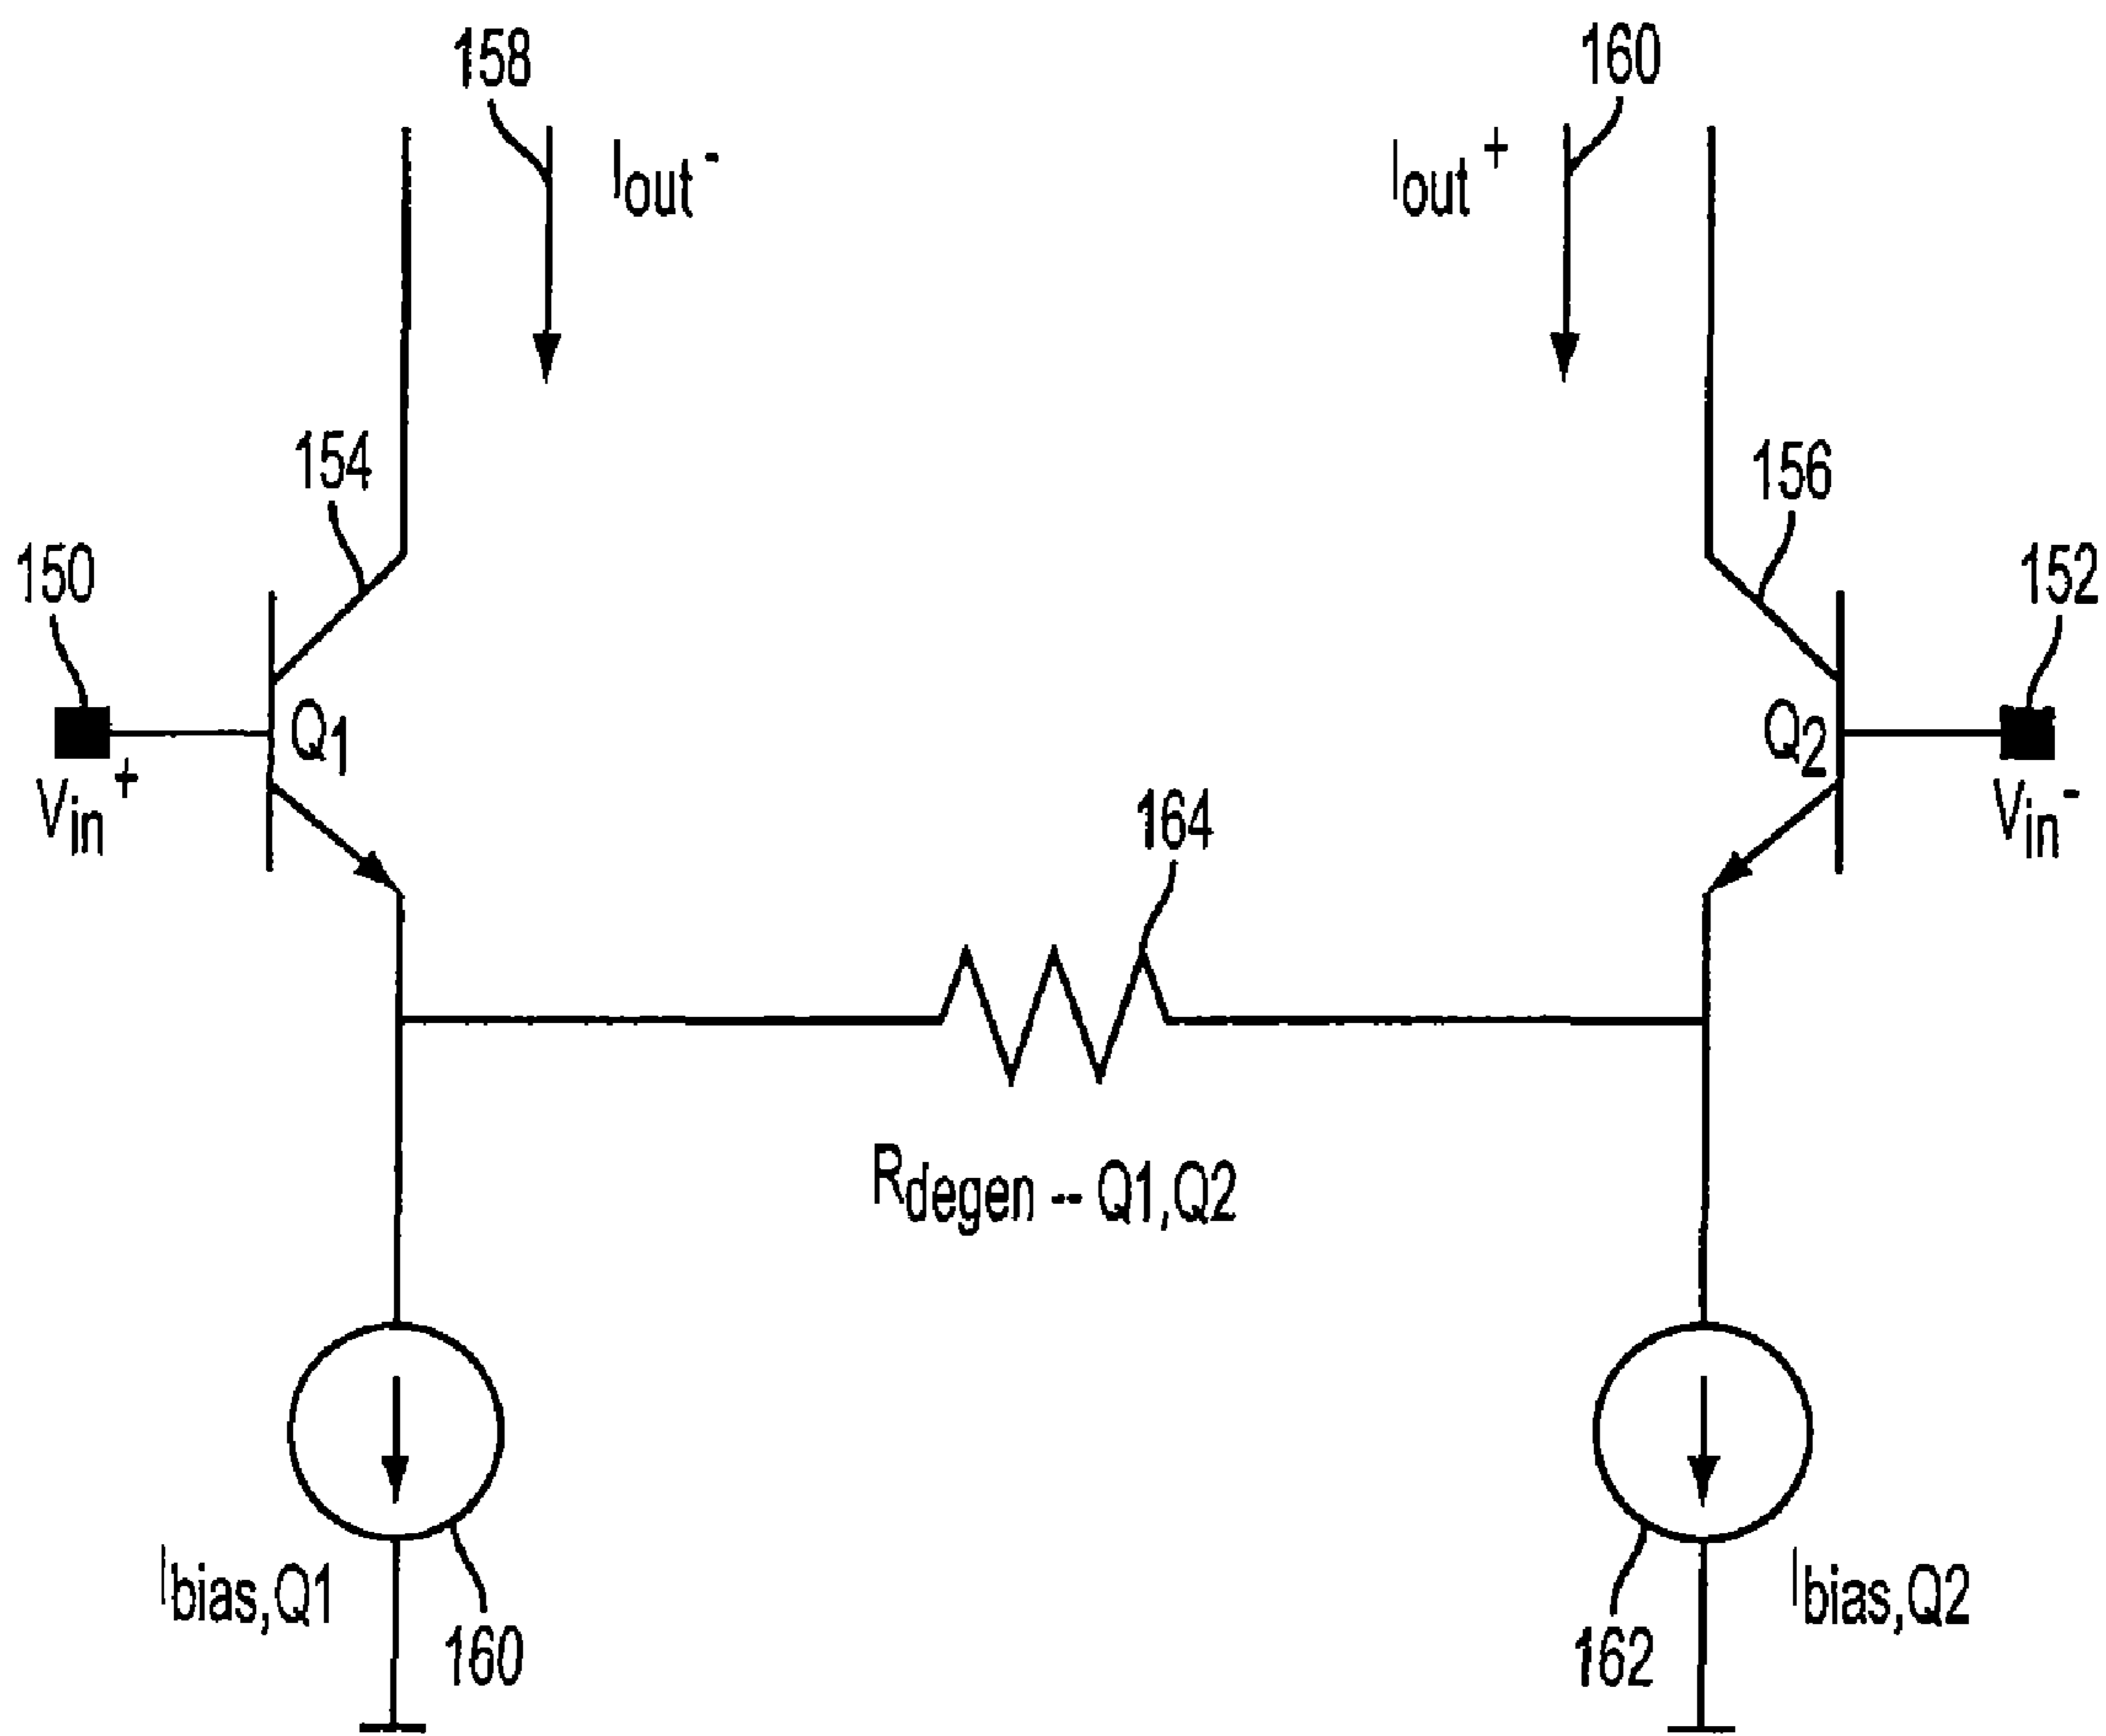 158
160
Iout-
Iout+
154
156
150
152
Q1
Q2
Vin+
Vin-
164
Rdegen -- Q1,Q2
Ibias,Q1
Ibias,Q2
160
162